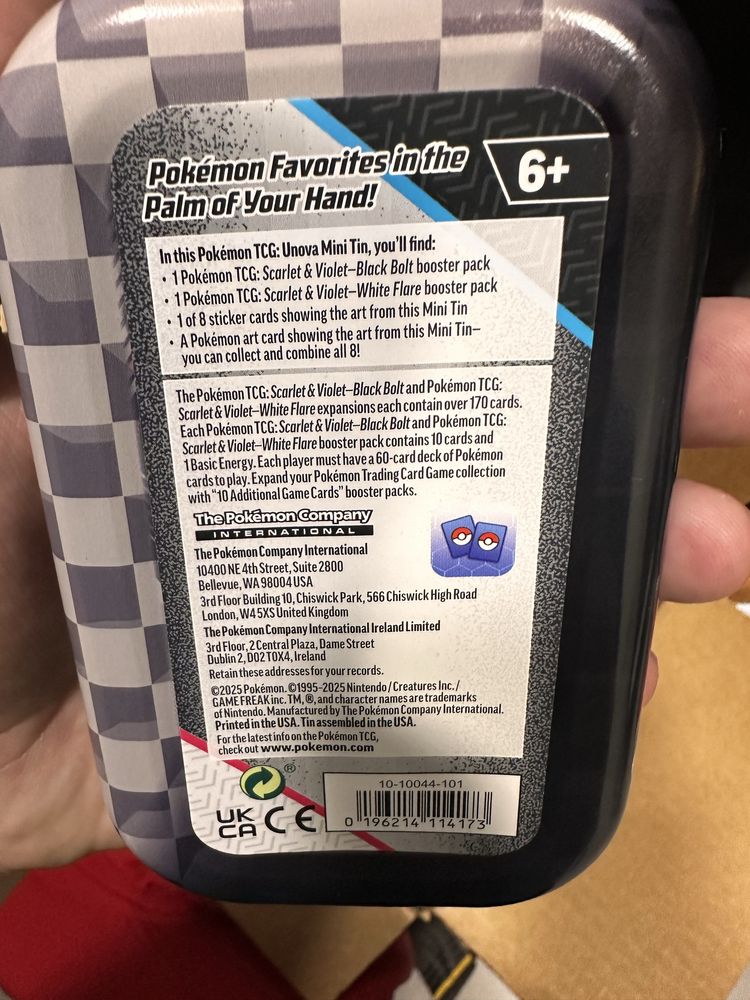 Pokémon Favorites in the
Palm of Your Hand!
6+
In this Pokémon TCG: Unova Mini Tin, you'll find:
• 1 Pokémon TCG: Scarlet & Violet–Black Bolt booster pack
• 1 Pokémon TCG: Scarlet & Violet–White Flare booster pack
• 1 of 8 sticker cards showing the art from this Mini Tin
• A Pokémon art card showing the art from this Mini Tin—
you can collect and combine all 8!
The Pokémon TCG: Scarlet & Violet–Black Bolt and Pokémon TCG:
Scarlet & Violet–White Flare expansions each contain over 170 cards.
Each Pokémon TCG: Scarlet & Violet–Black Bolt and Pokémon TCG:
Scarlet & Violet–White Flare booster pack contains 10 cards and
1 Basic Energy. Each player must have a 60-card deck of Pokémon
cards to play. Expand your Pokémon Trading Card Game collection
with "10 Additional Game Cards" booster packs.
The Pokémon Company
INTERNATIONAL
The Pokémon Company International
10400 NE 4th Street, Suite 2800
Bellevue, WA 98004 USA
3rd Floor Building 10, Chiswick Park, 566 Chiswick High Road
London, W4 5XS United Kingdom
The Pokémon Company International Ireland Limited
3rd Floor, 2 Central Plaza, Dame Street
Dublin 2, D02 T0X4, Ireland
Retain these addresses for your records.
©2025 Pokémon. ©1995–2025 Nintendo / Creatures Inc. /
GAME FREAK inc. TM, ®, and character names are trademarks
of Nintendo. Manufactured by The Pokémon Company International.
Printed in the USA. Tin assembled in the USA.
For the latest info on the Pokémon TCG,
check out www.pokemon.com
®
UK
CA CE
10-10044-101
0 196214 114173